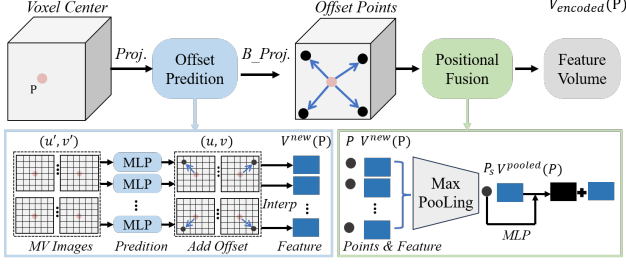 Voxel Center
Offset Points
V_encoded(P)
P
Proj.
Offset
Predition
B_Proj.
Positional
Fusion
Feature
Volume
(u′, v′)
(u, v)
V^new(P)
MLP
MLP
MLP
Interp
MV Images
Predition
Add Offset
Feature
P V^new(P)
Max
PooLing
P_s V^pooled(P)
MLP
Points & Feature